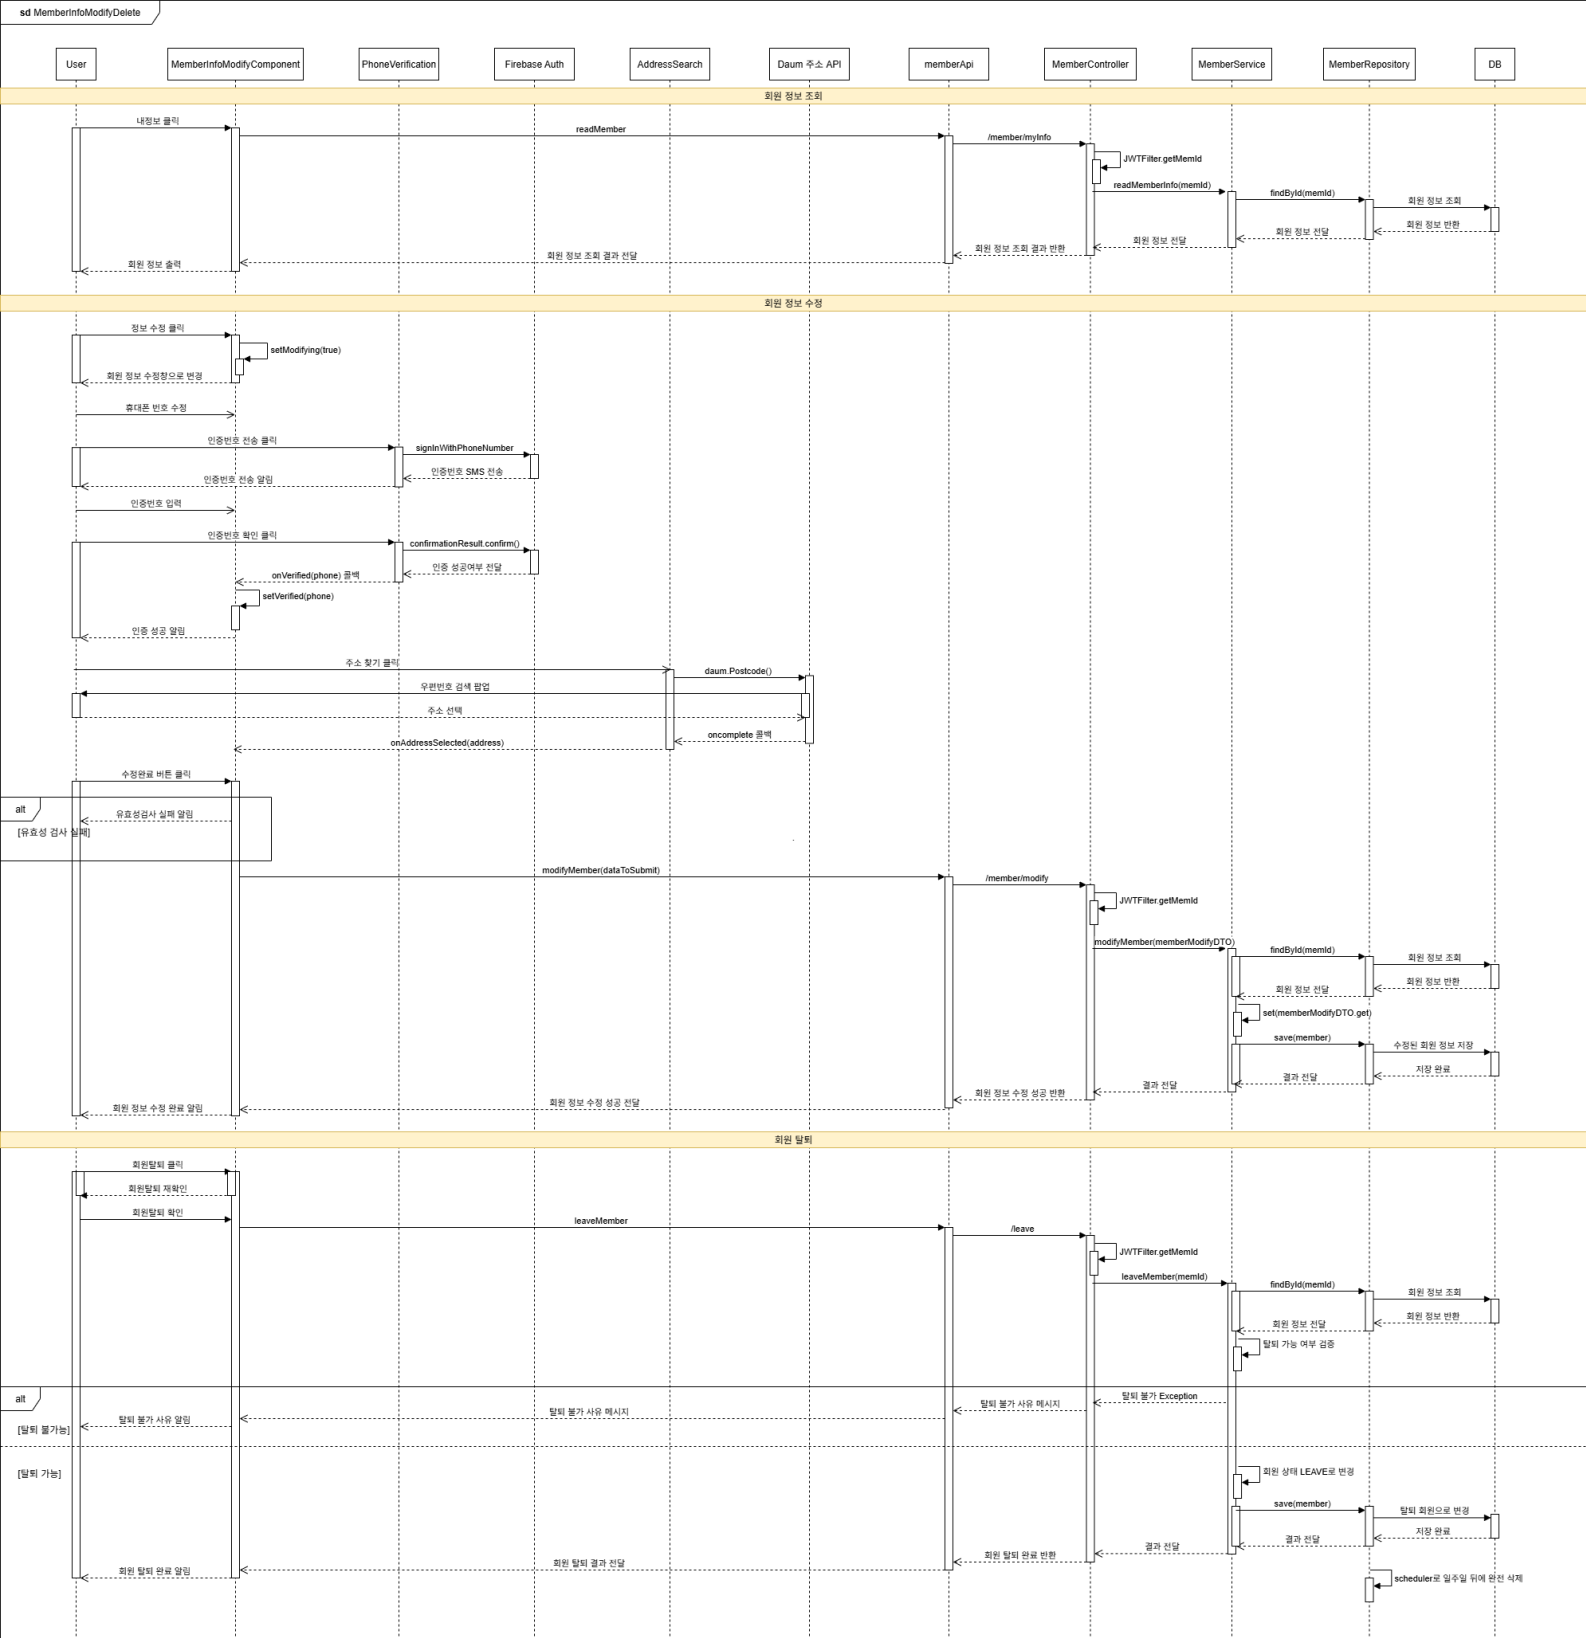 sd MemberInfoModifyDelete
User
MemberInfoModifyComponent
PhoneVerification
Firebase Auth
AddressSearch
Daum 주소 API
memberApi
MemberController
MemberService
MemberRepository
DB
회원 정보 조회
내정보 클릭
readMember
/member/myInfo
JWTFilter.getMemId
readMemberInfo(memId)
findById(memId)
회원 정보 조회
회원 정보 반환
회원 정보 전달
회원 정보 전달
회원 정보 조회 결과 반환
회원 정보 조회 결과 전달
회원 정보 출력
회원 정보 수정
정보 수정 클릭
setModifying(true)
회원 정보 수정창으로 변경
휴대폰 번호 수정
인증번호 전송 클릭
signInWithPhoneNumber
인증번호 SMS 전송
인증번호 전송 알림
인증번호 입력
인증번호 확인 클릭
confirmationResult.confirm()
인증 성공여부 전달
onVerified(phone) 콜백
setVerified(phone)
인증 성공 알림
주소 찾기 클릭
daum.Postcode()
우편번호 검색 팝업
주소 선택
oncomplete 콜백
onAddressSelected(address)
수정완료 버튼 클릭
alt
유효성검사 실패 알림
[유효성 검사 실패]
modifyMember(dataToSubmit)
/member/modify
JWTFilter.getMemId
modifyMember(memberModifyDTO)
findById(memId)
회원 정보 조회
회원 정보 반환
회원 정보 전달
set(memberModifyDTO.get)
save(member)
수정된 회원 정보 저장
저장 완료
결과 전달
결과 전달
회원 정보 수정 성공 반환
회원 정보 수정 성공 전달
회원 정보 수정 완료 알림
회원 탈퇴
회원탈퇴 클릭
회원탈퇴 재확인
회원탈퇴 확인
leaveMember
/leave
JWTFilter.getMemId
leaveMember(memId)
findById(memId)
회원 정보 조회
회원 정보 반환
회원 정보 전달
탈퇴 가능 여부 검증
alt
탈퇴 불가 Exception
탈퇴 불가 사유 메시지
탈퇴 불가 사유 메시지
탈퇴 불가 사유 알림
[탈퇴 불가능]
[탈퇴 가능]
회원 상태 LEAVE로 변경
save(member)
탈퇴 회원으로 변경
저장 완료
결과 전달
결과 전달
회원 탈퇴 완료 반환
회원 탈퇴 결과 전달
회원 탈퇴 완료 알림
scheduler로 일주일 뒤에 완전 삭제